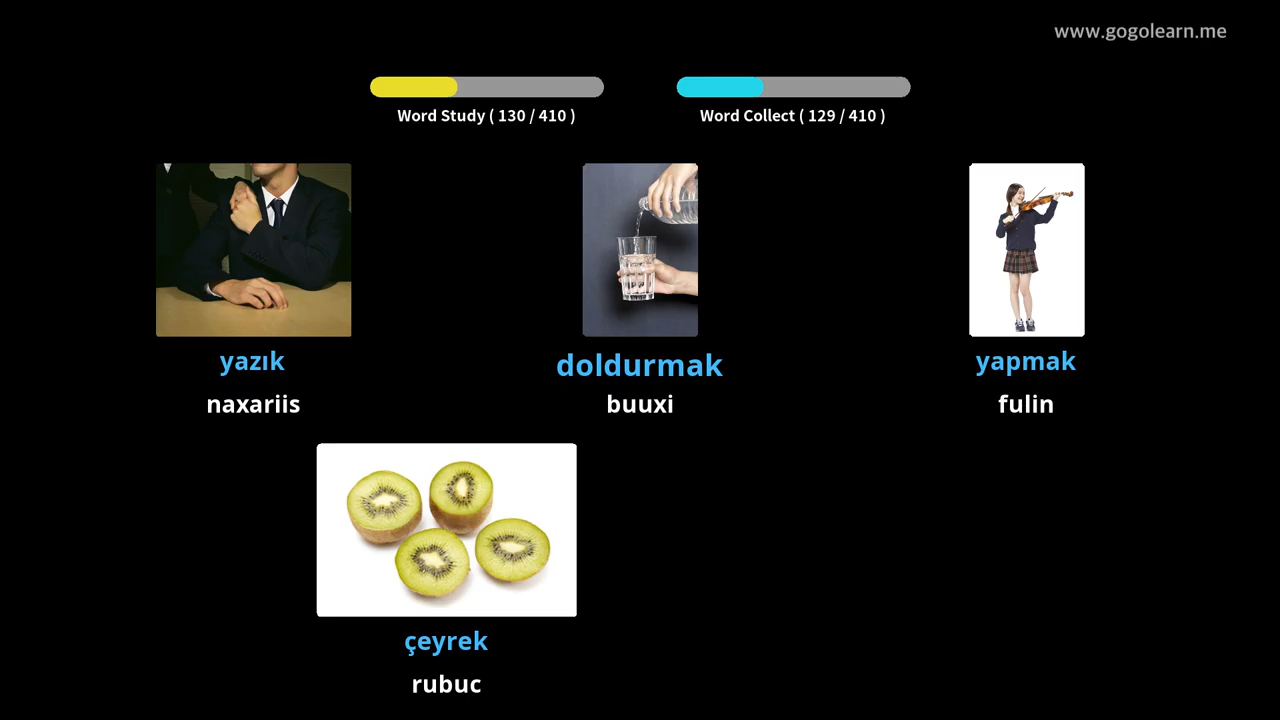 www.gogolearn.me
Word Study ( 130 / 410 )
Word Collect ( 129 / 410 )
yazık
doldurmak
yapmak
naxariis
buuxi
fulin
çeyrek
rubuc